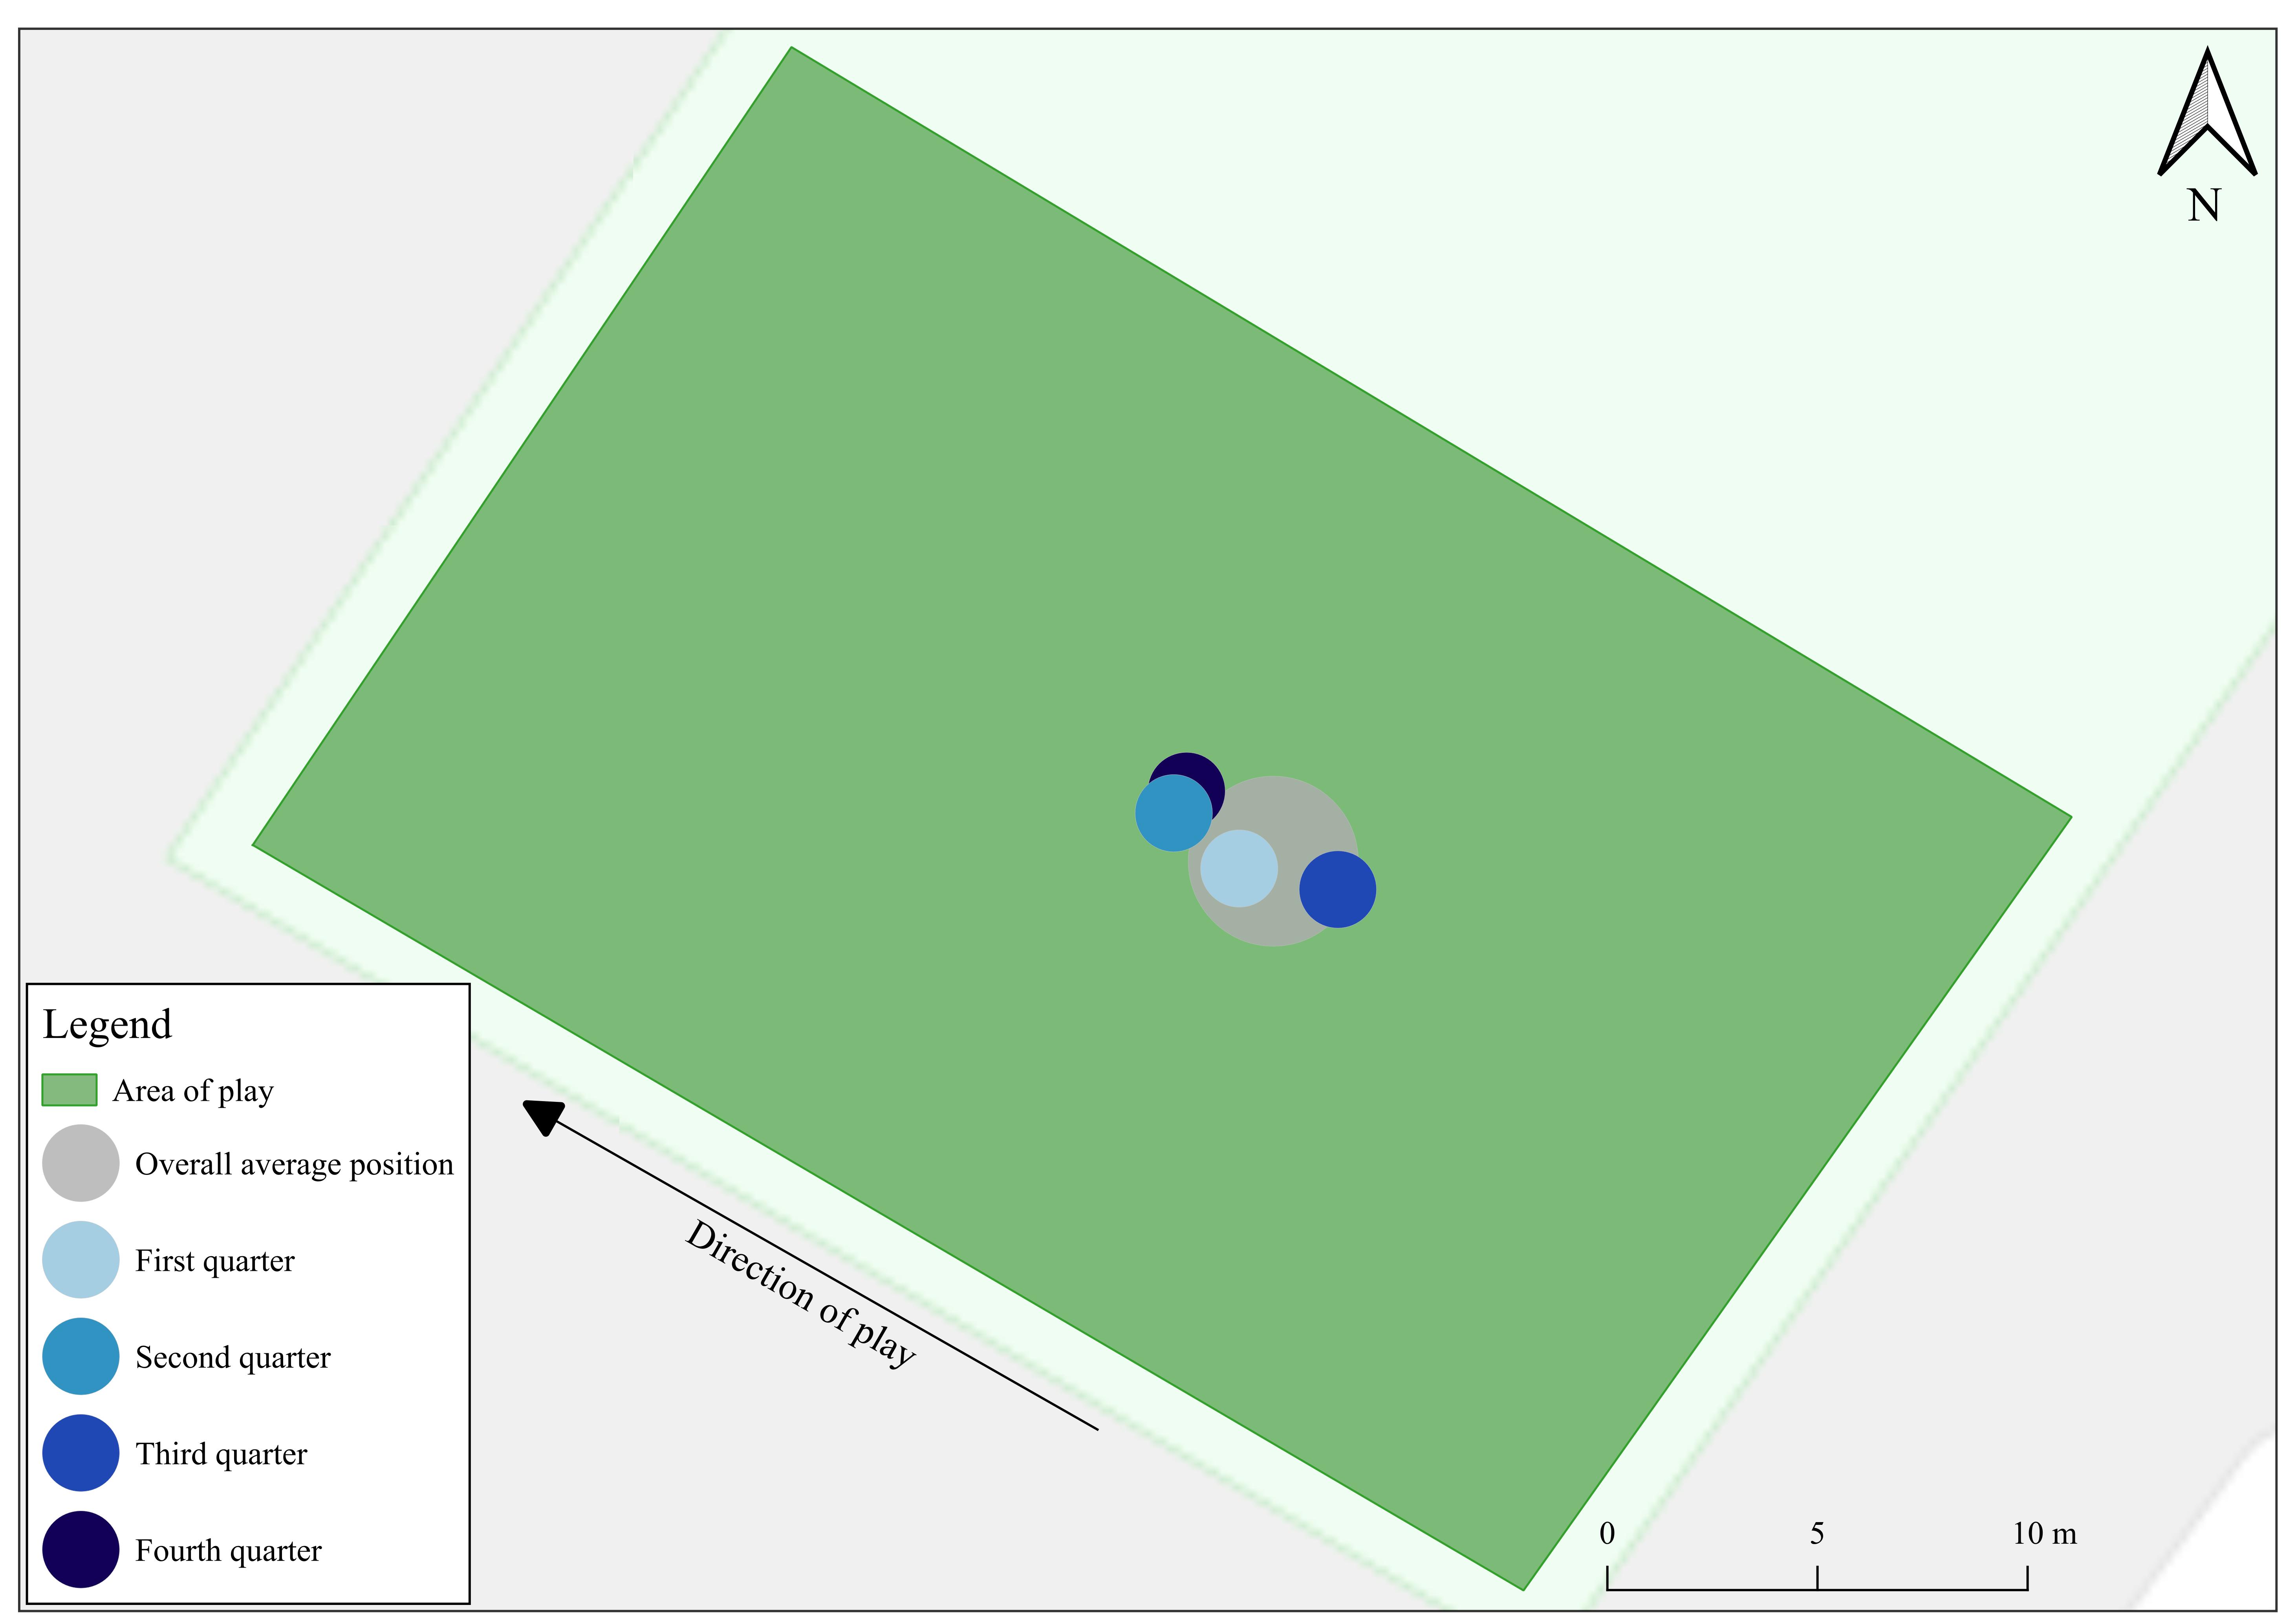 N
Legend
Area of play
Overall average position
First quarter
Second quarter
Third quarter
Fourth quarter
Direction of play
0 5 10 m